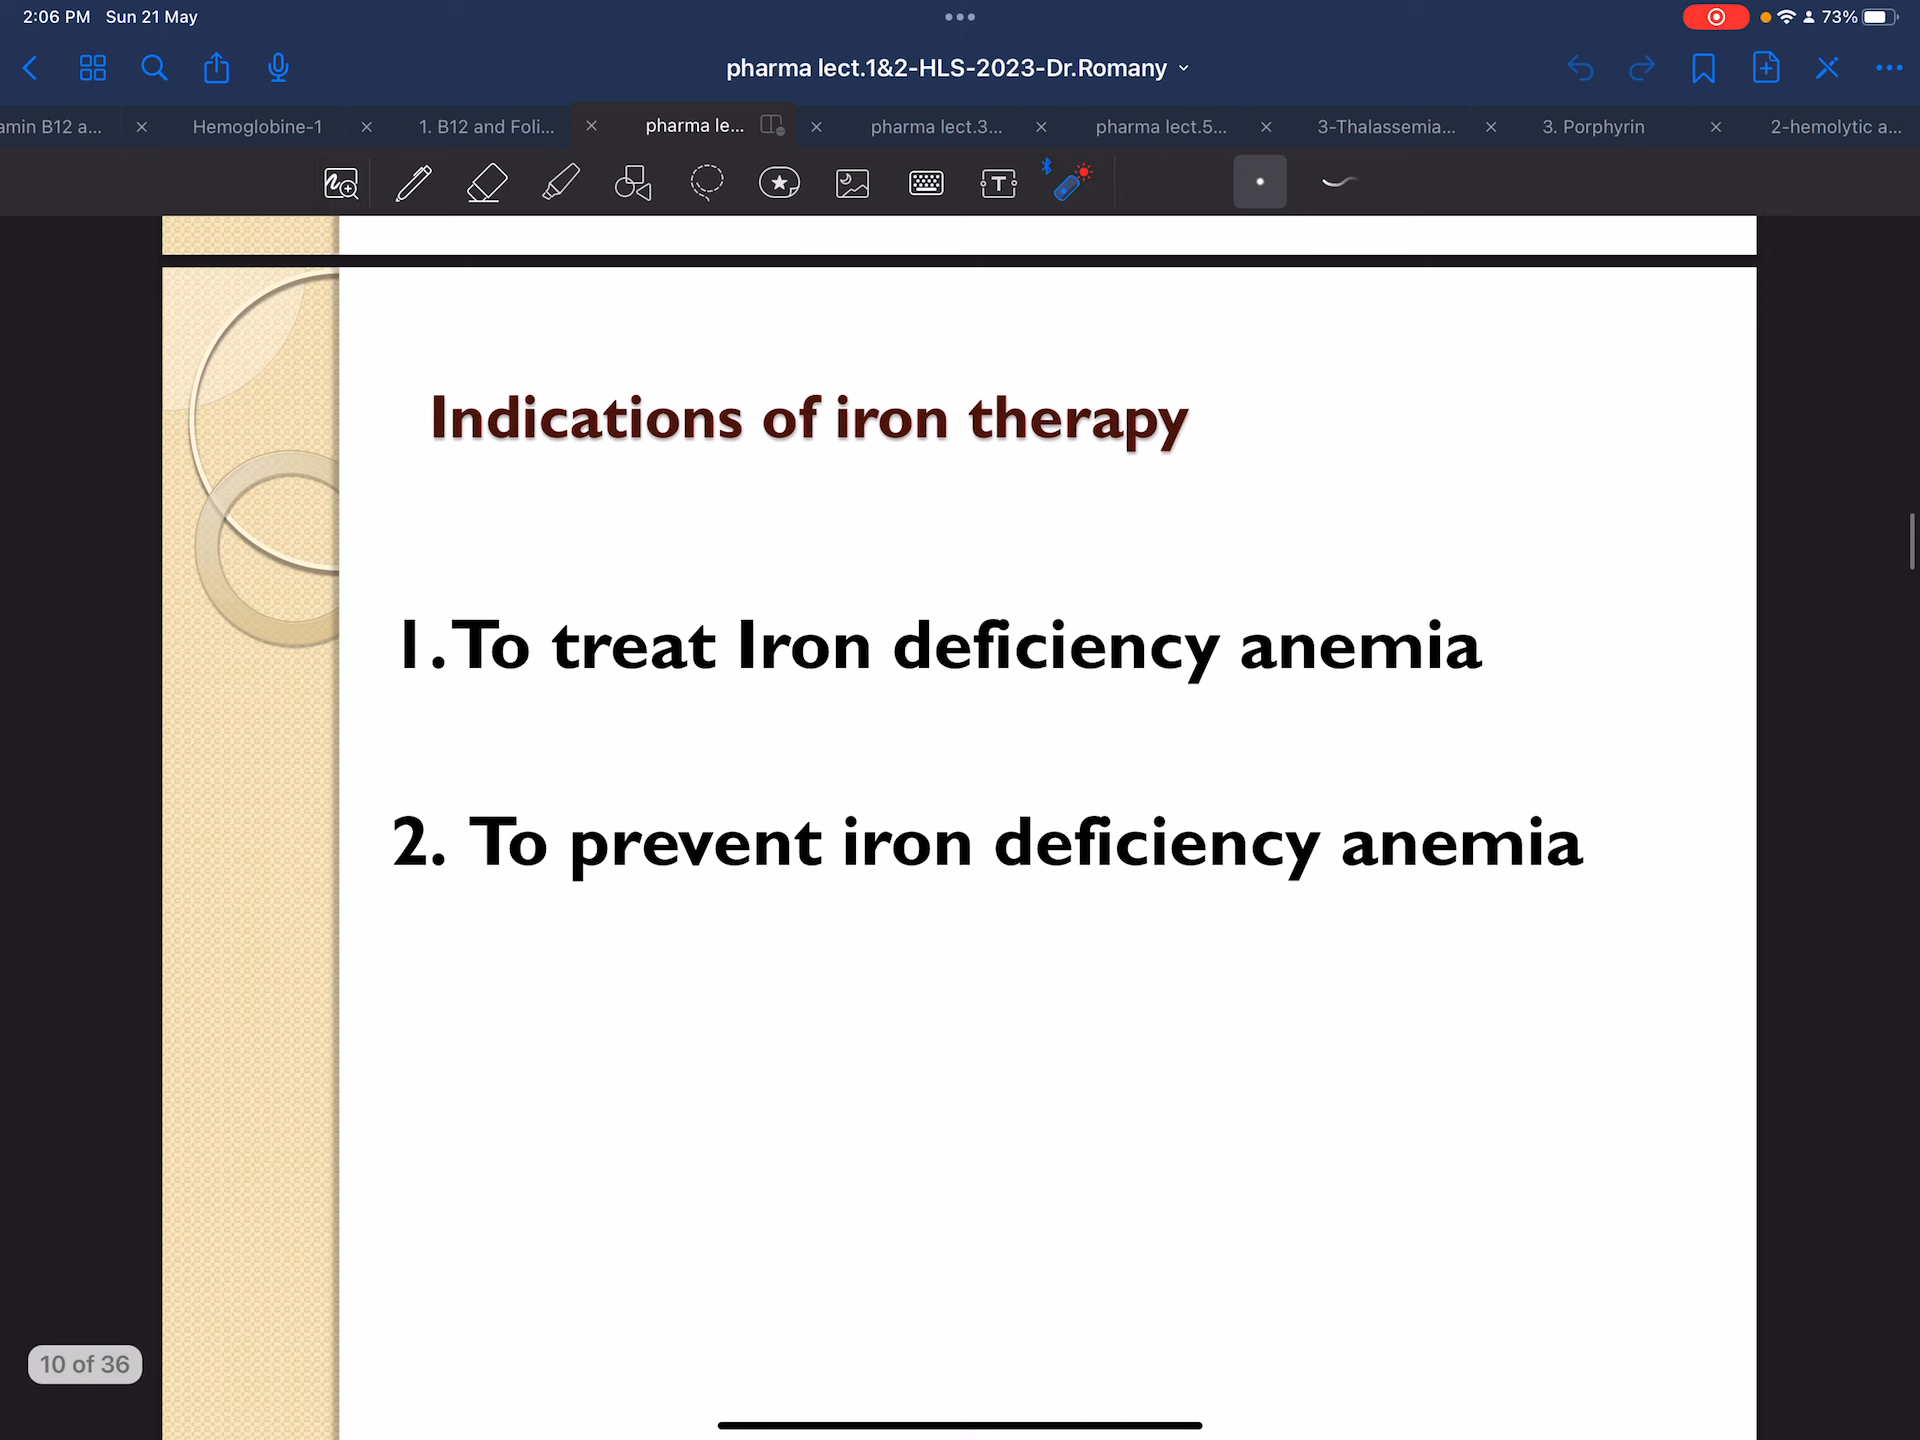 2:06 PM Sun 21 May
73%
pharma lect.1&2-HLS-2023-Dr.Romany
amin B12 a...
Hemoglobine-1
1. B12 and Foli...
pharma le...
pharma lect.3...
pharma lect.5...
3-Thalassemia...
3. Porphyrin
2-hemolytic a...
Indications of iron therapy
1. To treat Iron deficiency anemia
2. To prevent iron deficiency anemia
10 of 36